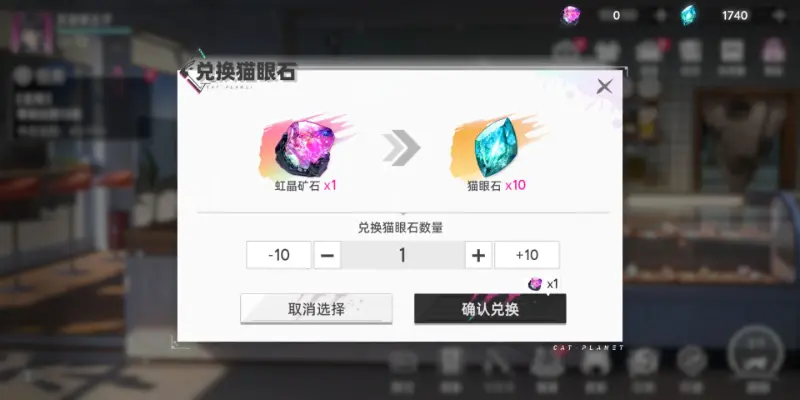 0
1740
兑换猫眼石
CAT·PLANET
虹晶矿石 x1
猫眼石 x10
兑换猫眼石数量
-10
1
+10
x1
取消选择
确认兑换
CAT·PLANET